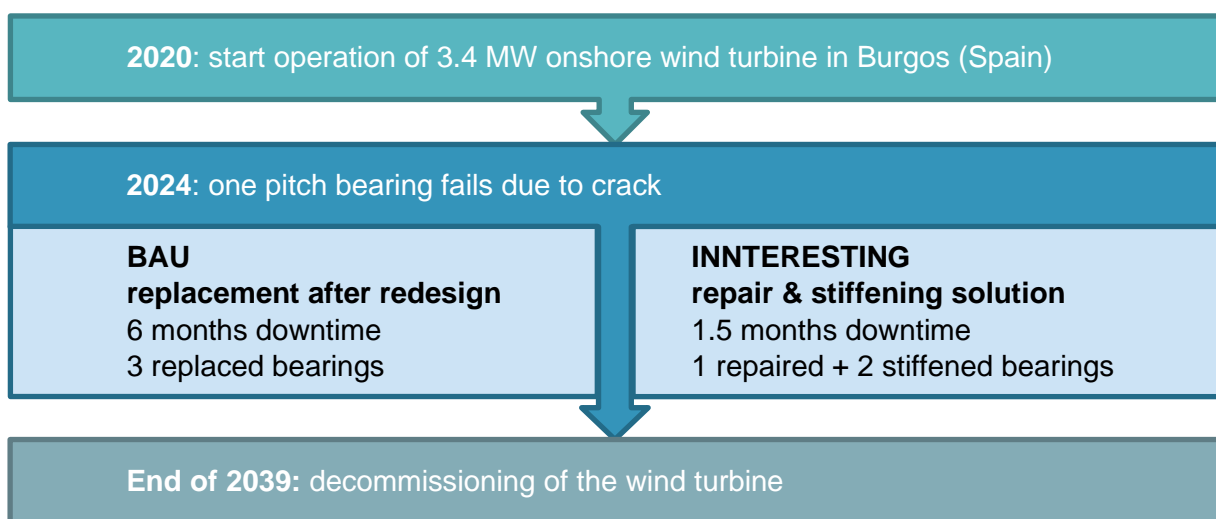 2020: start operation of 3.4 MW onshore wind turbine in Burgos (Spain)
2024: one pitch bearing fails due to crack
BAU
replacement after redesign
6 months downtime
3 replaced bearings
INNTERESTING
repair & stiffening solution
1.5 months downtime
1 repaired + 2 stiffened bearings
End of 2039: decommissioning of the wind turbine